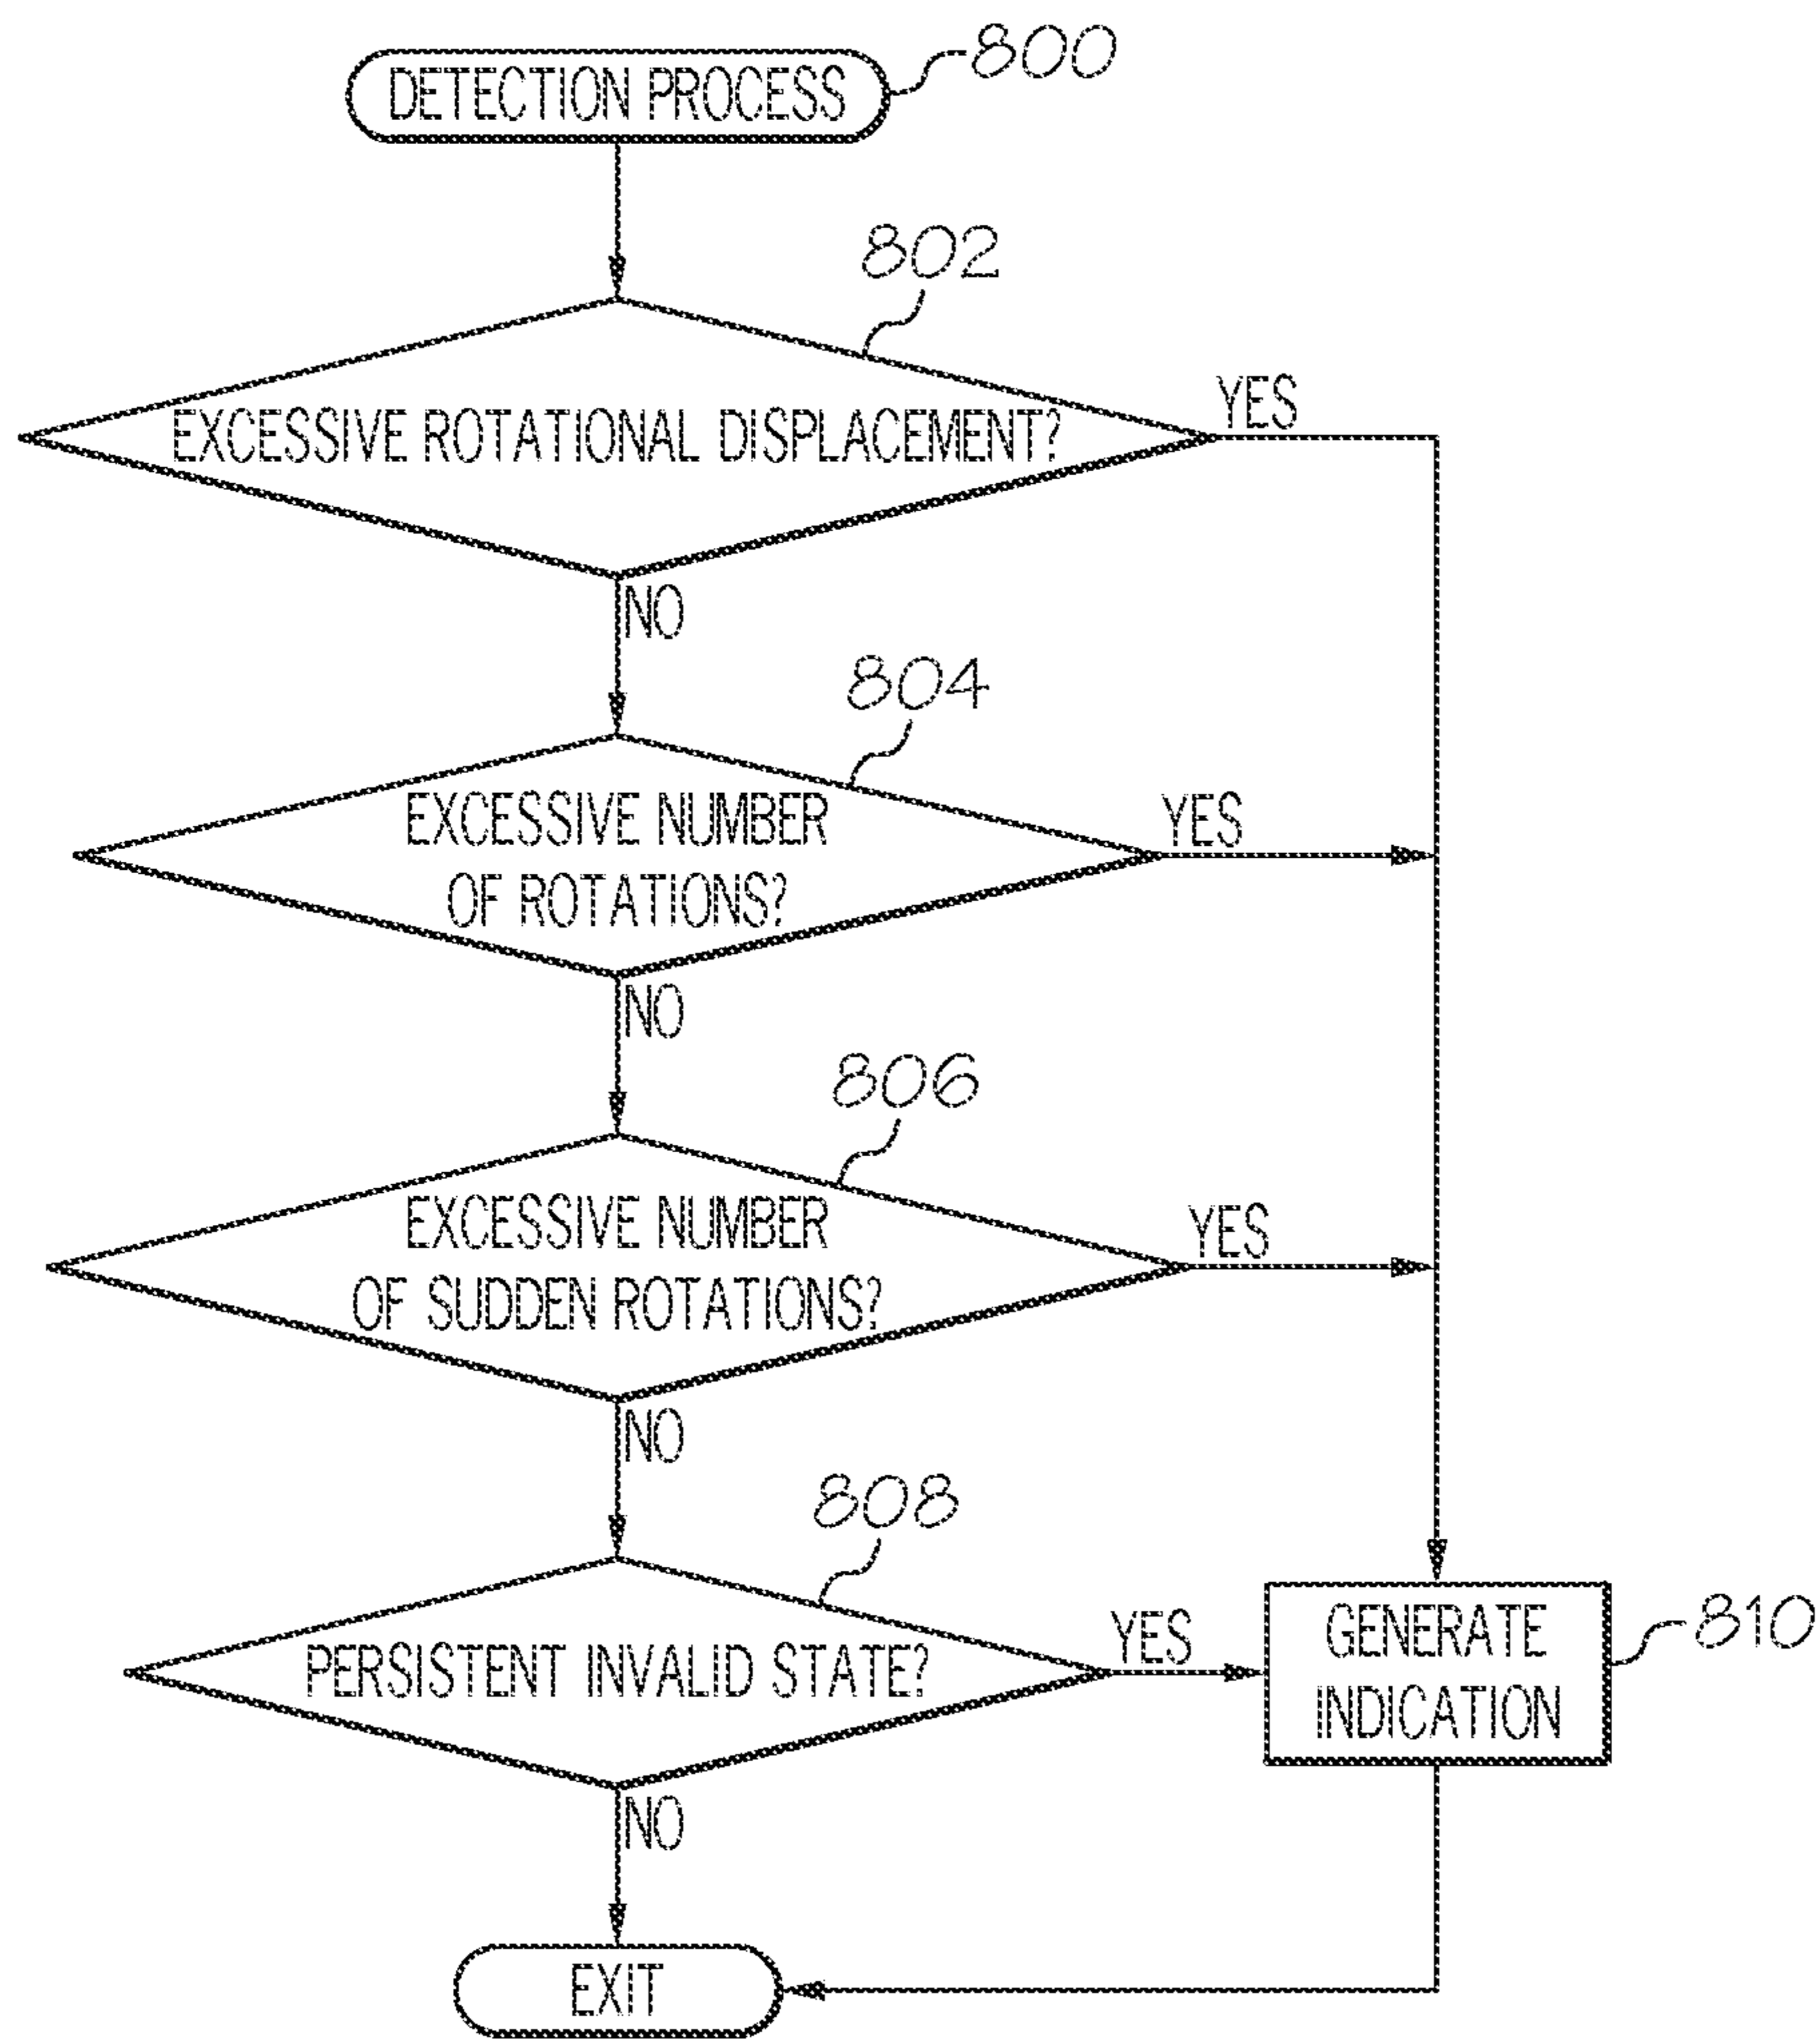 DETECTION PROCESS
800
802
EXCESSIVE ROTATIONAL DISPLACEMENT?
YES
NO
804
EXCESSIVE NUMBER
OF ROTATIONS?
YES
NO
806
EXCESSIVE NUMBER
OF SUDDEN ROTATIONS?
YES
NO
808
PERSISTENT INVALID STATE?
YES
GENERATE
INDICATION
810
NO
EXIT